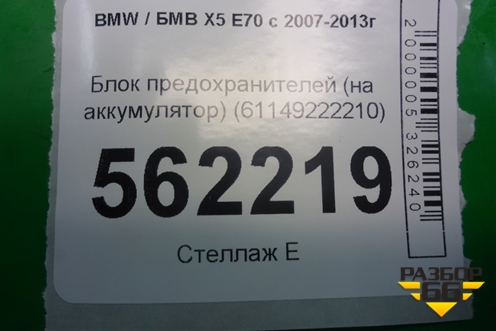 BMW / БМВ X5 E70 с 2007-2013г
Блок предохранителей (на
аккумулятор) (61149222210)
562219
Стеллаж Е
2000005326240
РАЗБОР
66